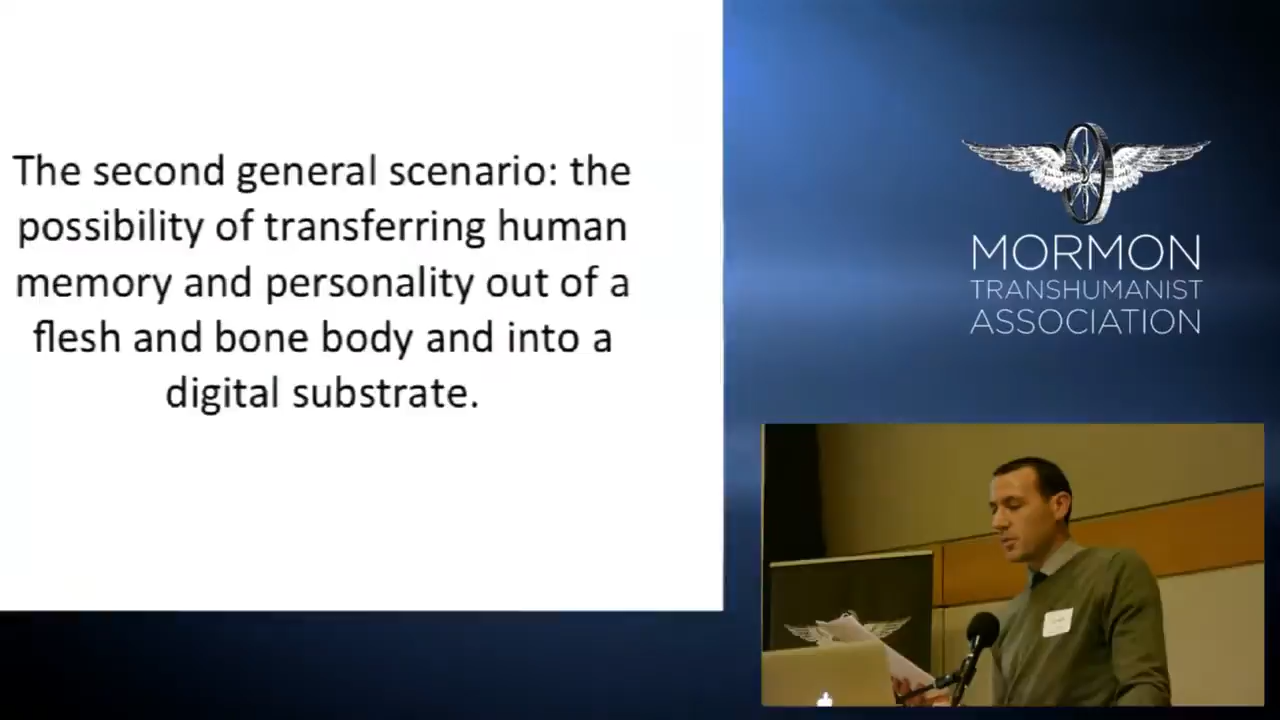 The second general scenario: the
possibility of transferring human
memory and personality out of a
flesh and bone body and into a
digital substrate.
MORMON
TRANSHUMANIST
ASSOCIATION